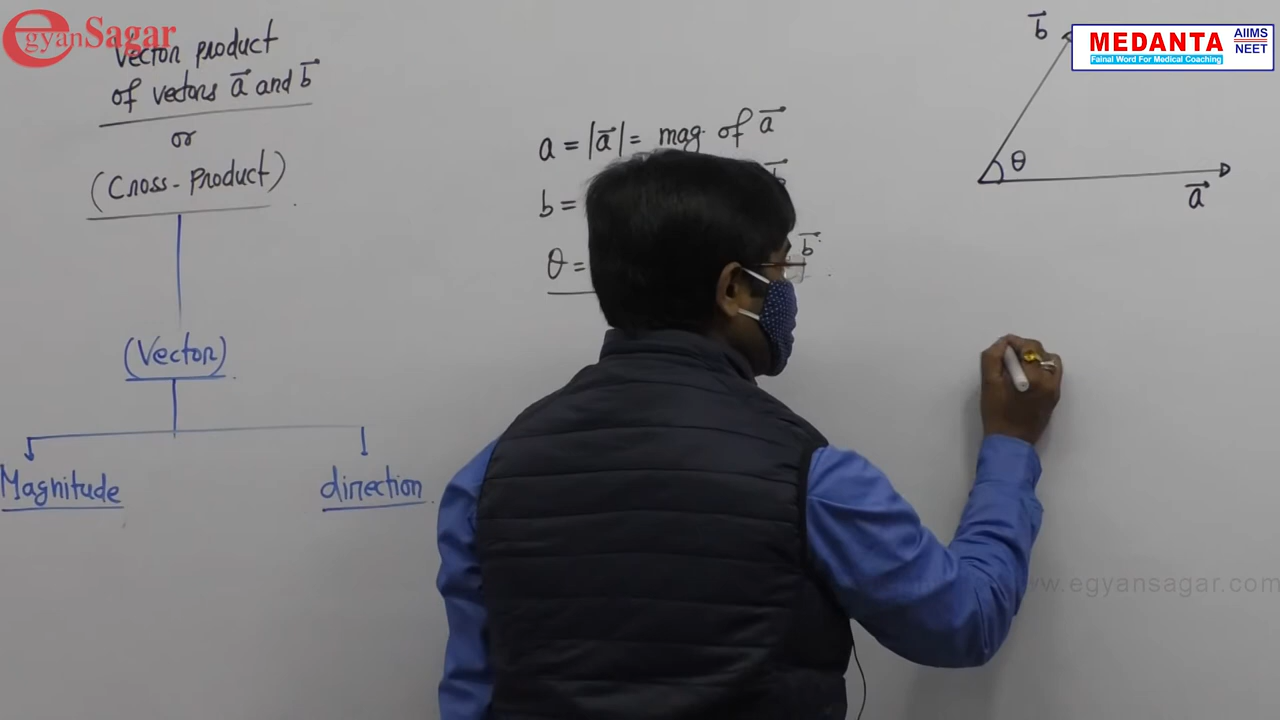 egyanSagar
Vector product
of vectors a⃗ and b⃗
or
(Cross-Product)
(Vector)
Magnitude
direction
a = |a⃗| = mag. of a⃗
b = b⃗
θ = b⃗
b⃗
θ
a⃗
MEDANTA
AIIMS
NEET
Fainal Word For Medical Coaching
www.egyansagar.com